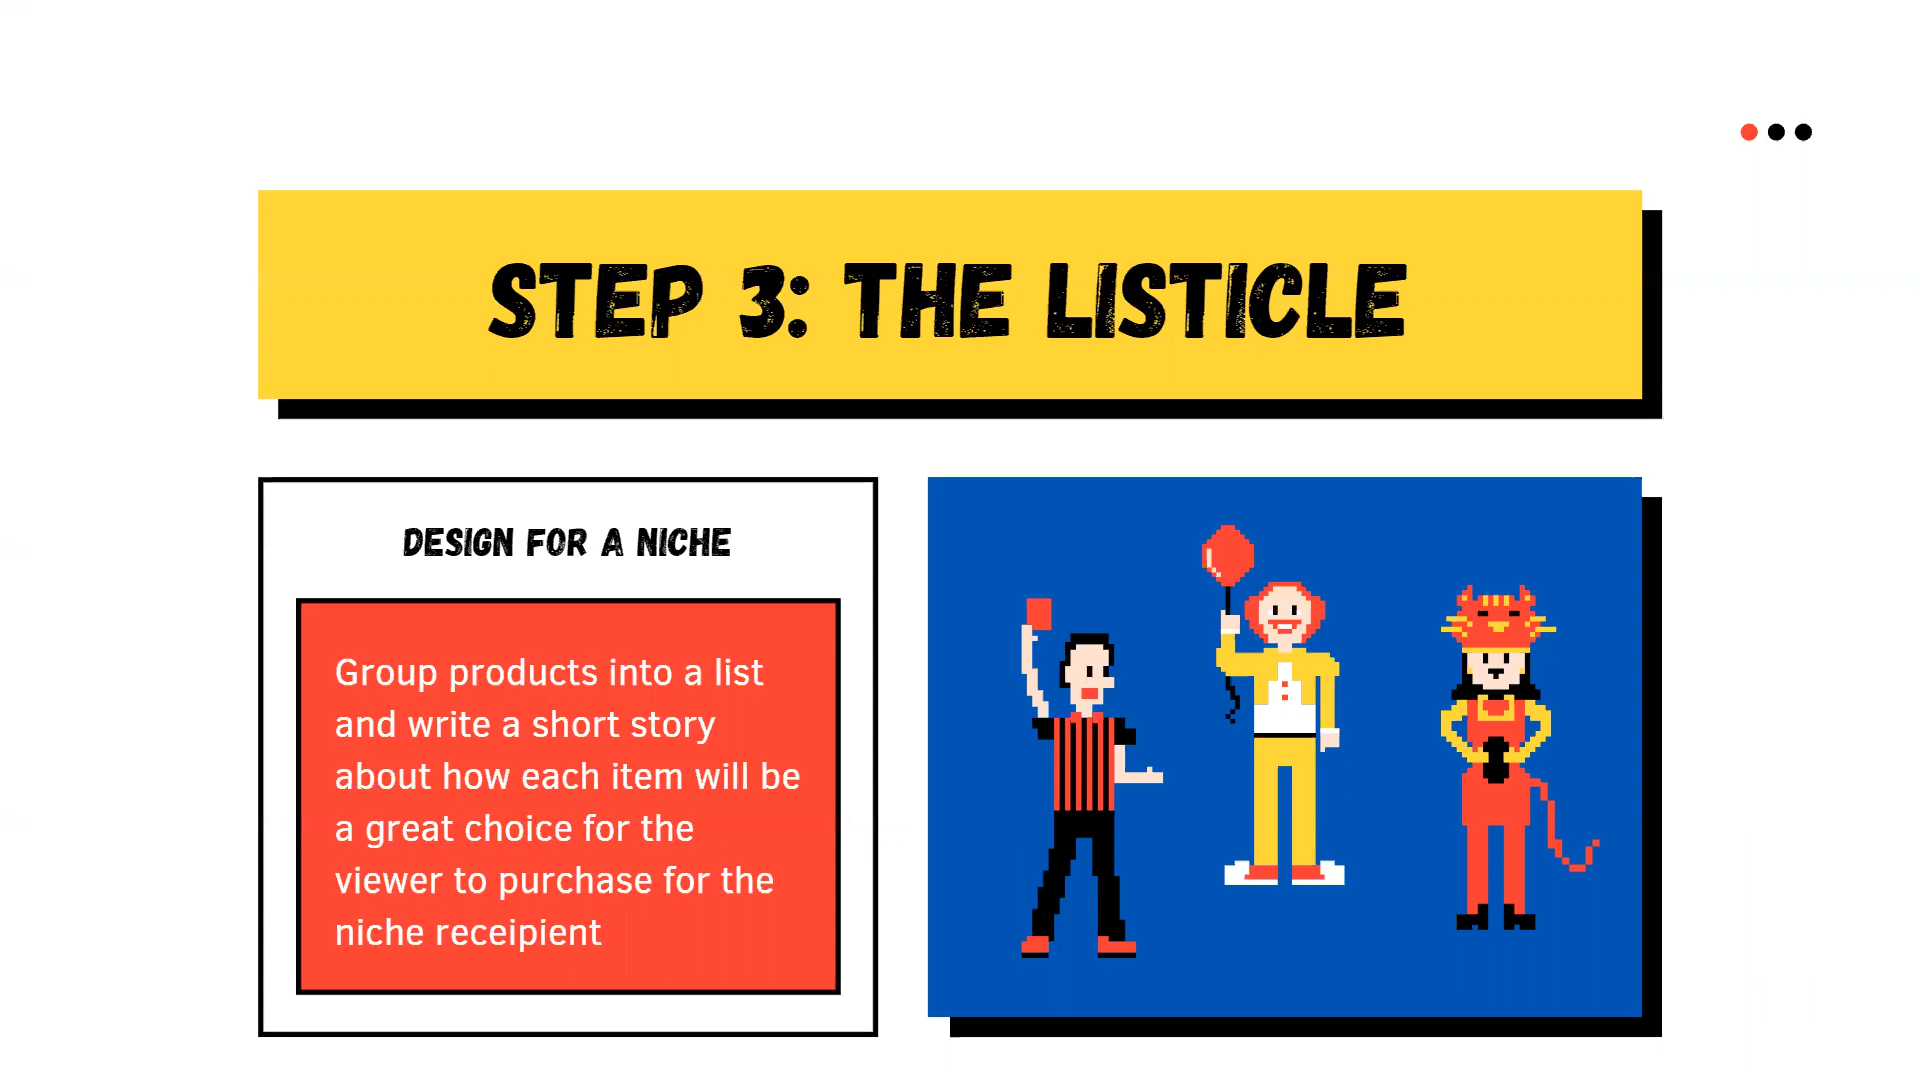 STEP 3: THE LISTICLE
DESIGN FOR A NICHE
Group products into a list
and write a short story
about how each item will be
a great choice for the
viewer to purchase for the
niche receipient